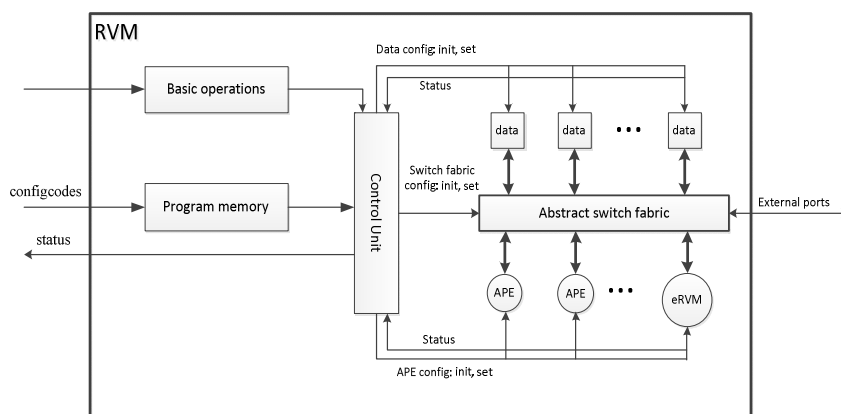 RVM
Data config: init, set
Status
Basic operations
data
data
• • •
data
configcodes
Program memory
Control Unit
Switch fabric
config: init, set
Abstract switch fabric
External ports
status
APE
APE
• • •
eRVM
Status
APE config: init, set